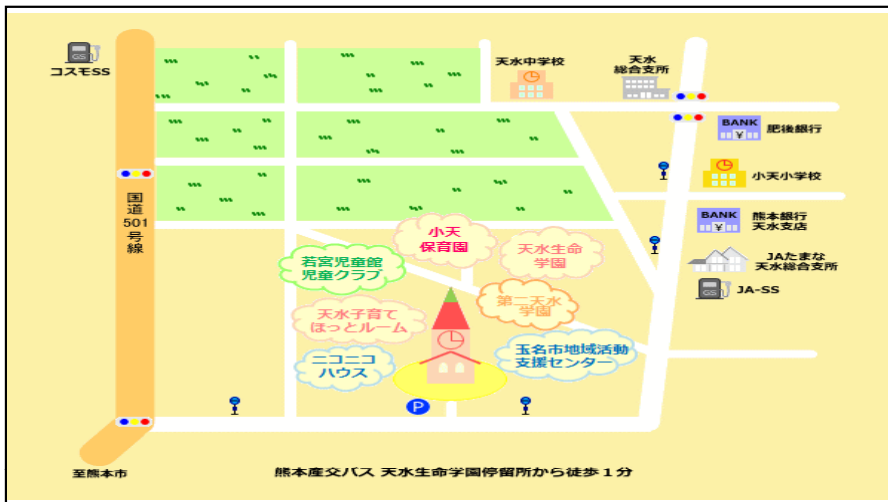 コスモSS
GS
天水中学校
天水
総合支所
BANK
¥
肥後銀行
小天小学校
BANK
¥
熊本銀行
天水支店
JAたまな
天水総合支所
GS
JA-SS
国道
501
号線
小天
保育園
天水生命
学園
若宮児童館
児童クラブ
第二天水
学園
天水子育て
ほっとルーム
玉名市地域活動
支援センター
ニコニコ
ハウス
P
至熊本市
熊本産交バス 天水生命学園停留所から徒歩１分